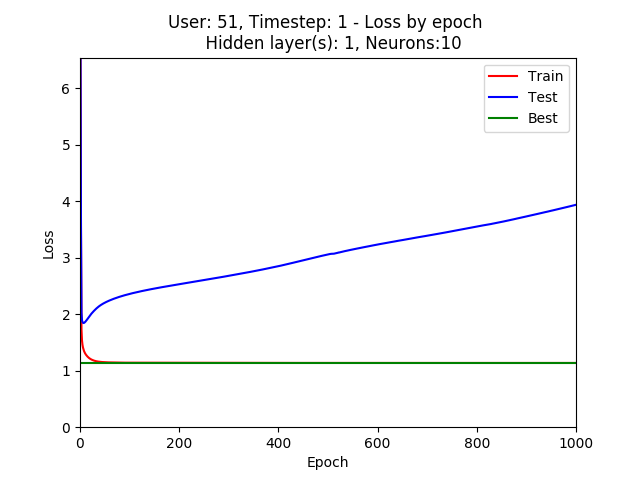 User: 51, Timestep: 1 - Loss by epoch
Hidden layer(s): 1, Neurons:10
Train
Test
Best
6
5
4
3
2
1
0
Loss
0
200
400
600
800
1000
Epoch